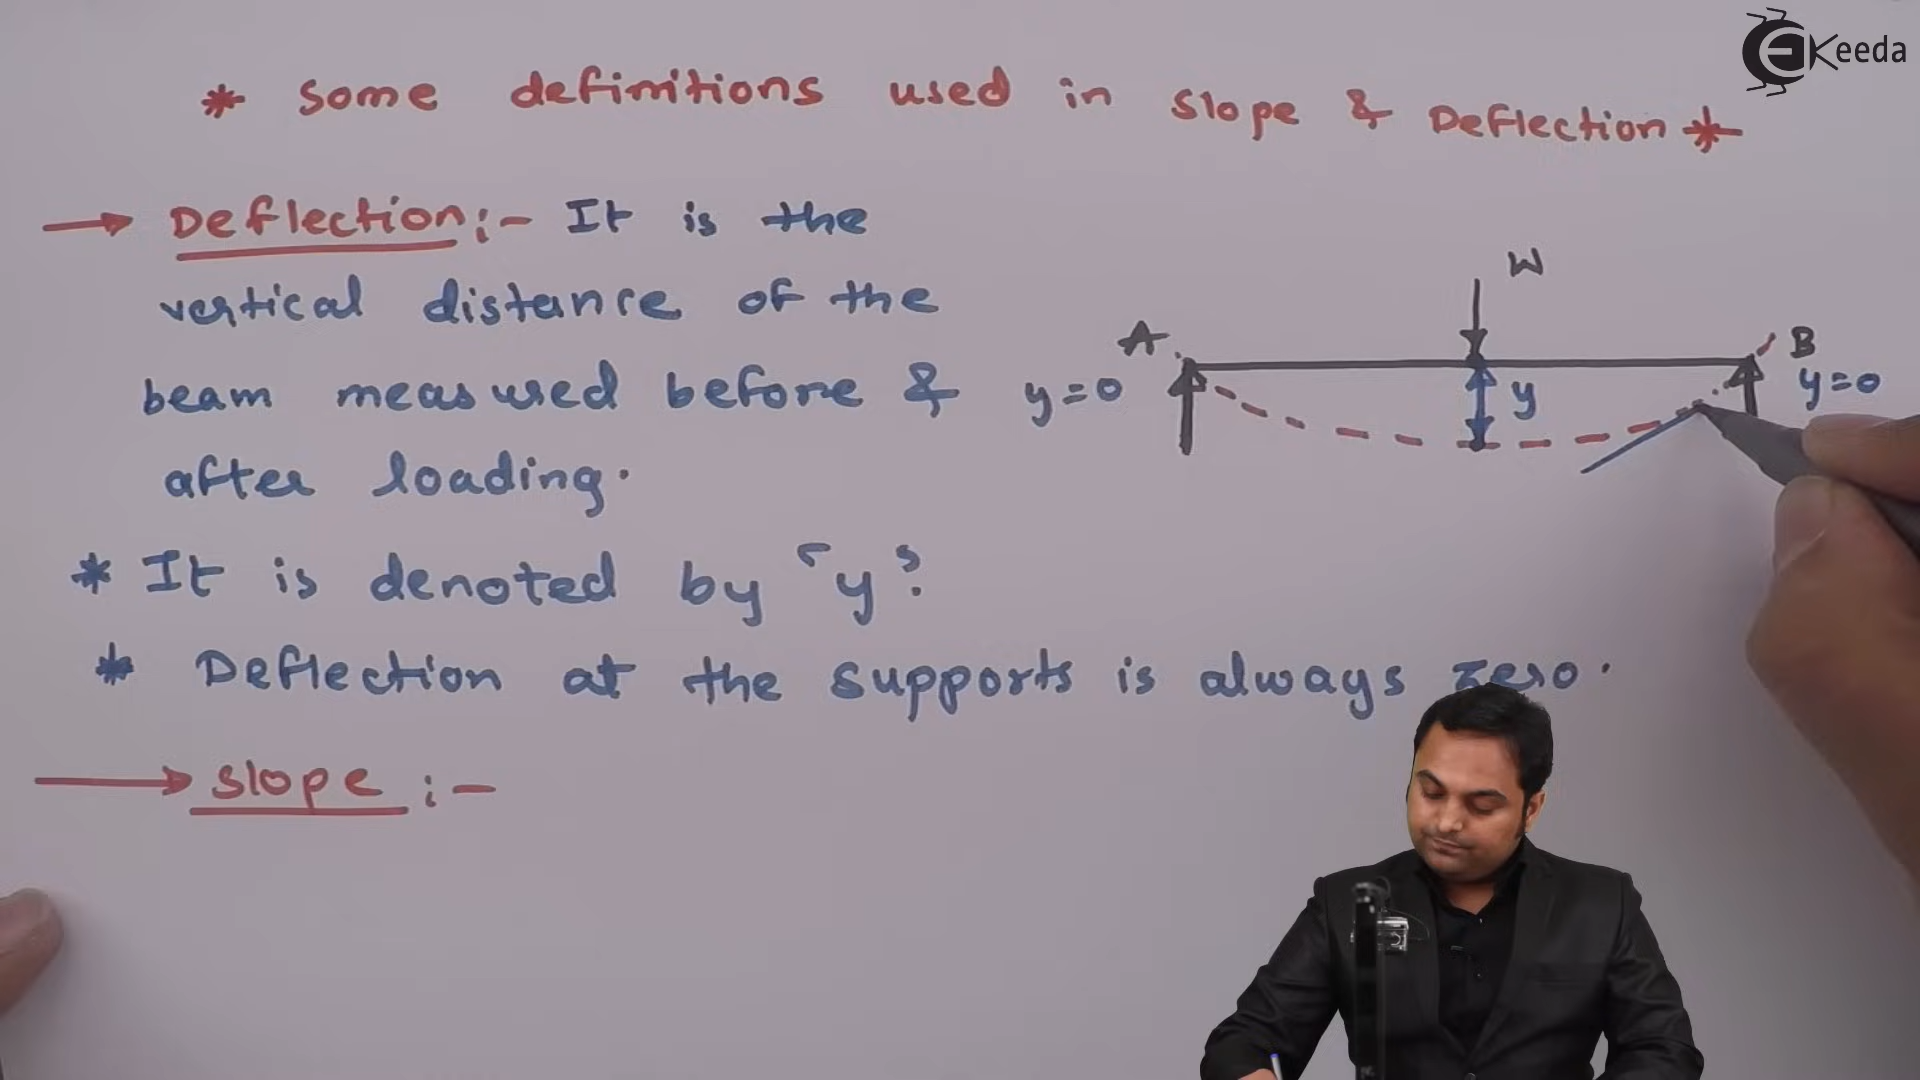 EKeeda
* Some definitions used in Slope & Deflection *
→ Deflection :- It is the
vertical distance of the
beam measured before &
after loading.
* It is denoted by 'y'.
* Deflection at the supports is always zero.
→ Slope :-
W
A
B
y=0
y
y=0